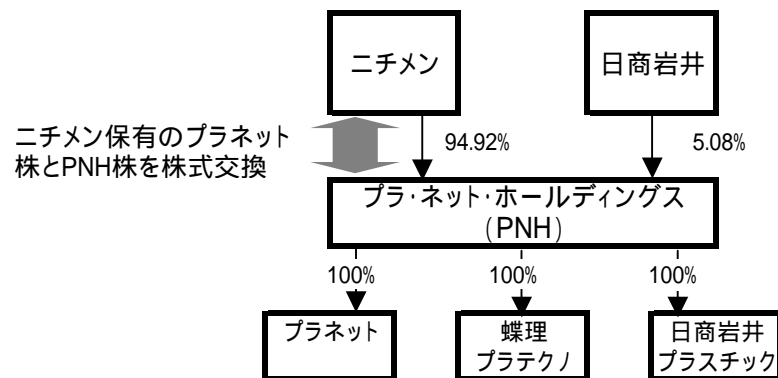 ニチメン
日商岩井
ニチメン保有のプラネット
株とPNH株を株式交換
94.92%
5.08%
プラ・ネット・ホールディングス
(PNH)
100%
100%
100%
プラネット
蝶理
プラテクノ
日商岩井
プラスチック